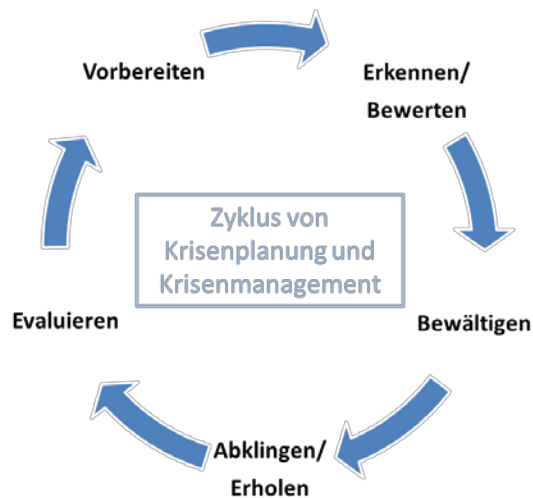 Vorbereiten
Erkennen/
Bewerten
Zyklus von
Krisenplanung und
Krisenmanagement
Evaluieren
Bewältigen
Abklingen/
Erholen